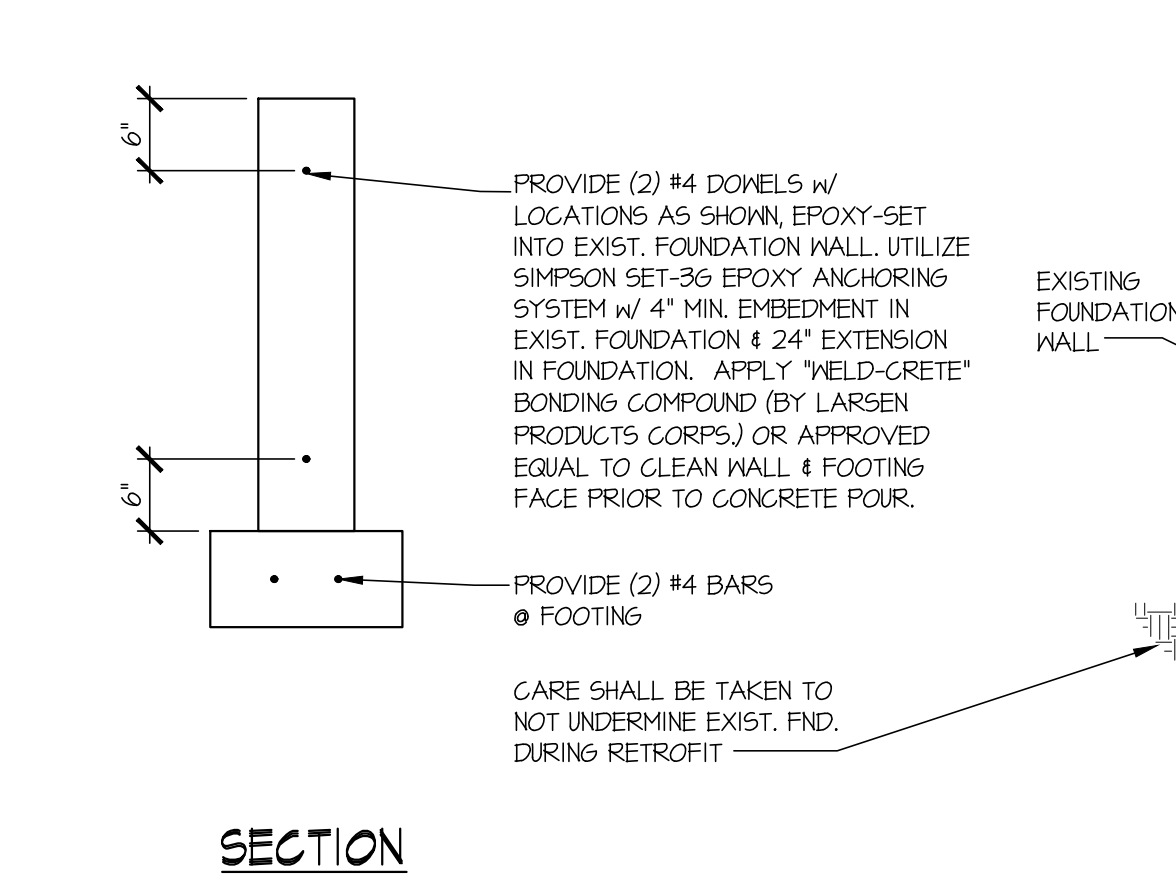 6"
PROVIDE (2) #4 DOWELS w/
LOCATIONS AS SHOWN, EPOXY-SET
INTO EXIST. FOUNDATION WALL. UTILIZE
SIMPSON SET-3G EPOXY ANCHORING
SYSTEM w/ 4" MIN. EMBEDMENT IN
EXIST. FOUNDATION & 24" EXTENSION
IN FOUNDATION. APPLY "WELD-CRETE"
BONDING COMPOUND (BY LARSEN
PRODUCTS CORPS.) OR APPROVED
EQUAL TO CLEAN WALL & FOOTING
FACE PRIOR TO CONCRETE POUR.
EXISTING
FOUNDATION
WALL
6"
PROVIDE (2) #4 BARS
@ FOOTING
CARE SHALL BE TAKEN TO
NOT UNDERMINE EXIST. FND.
DURING RETROFIT
SECTION